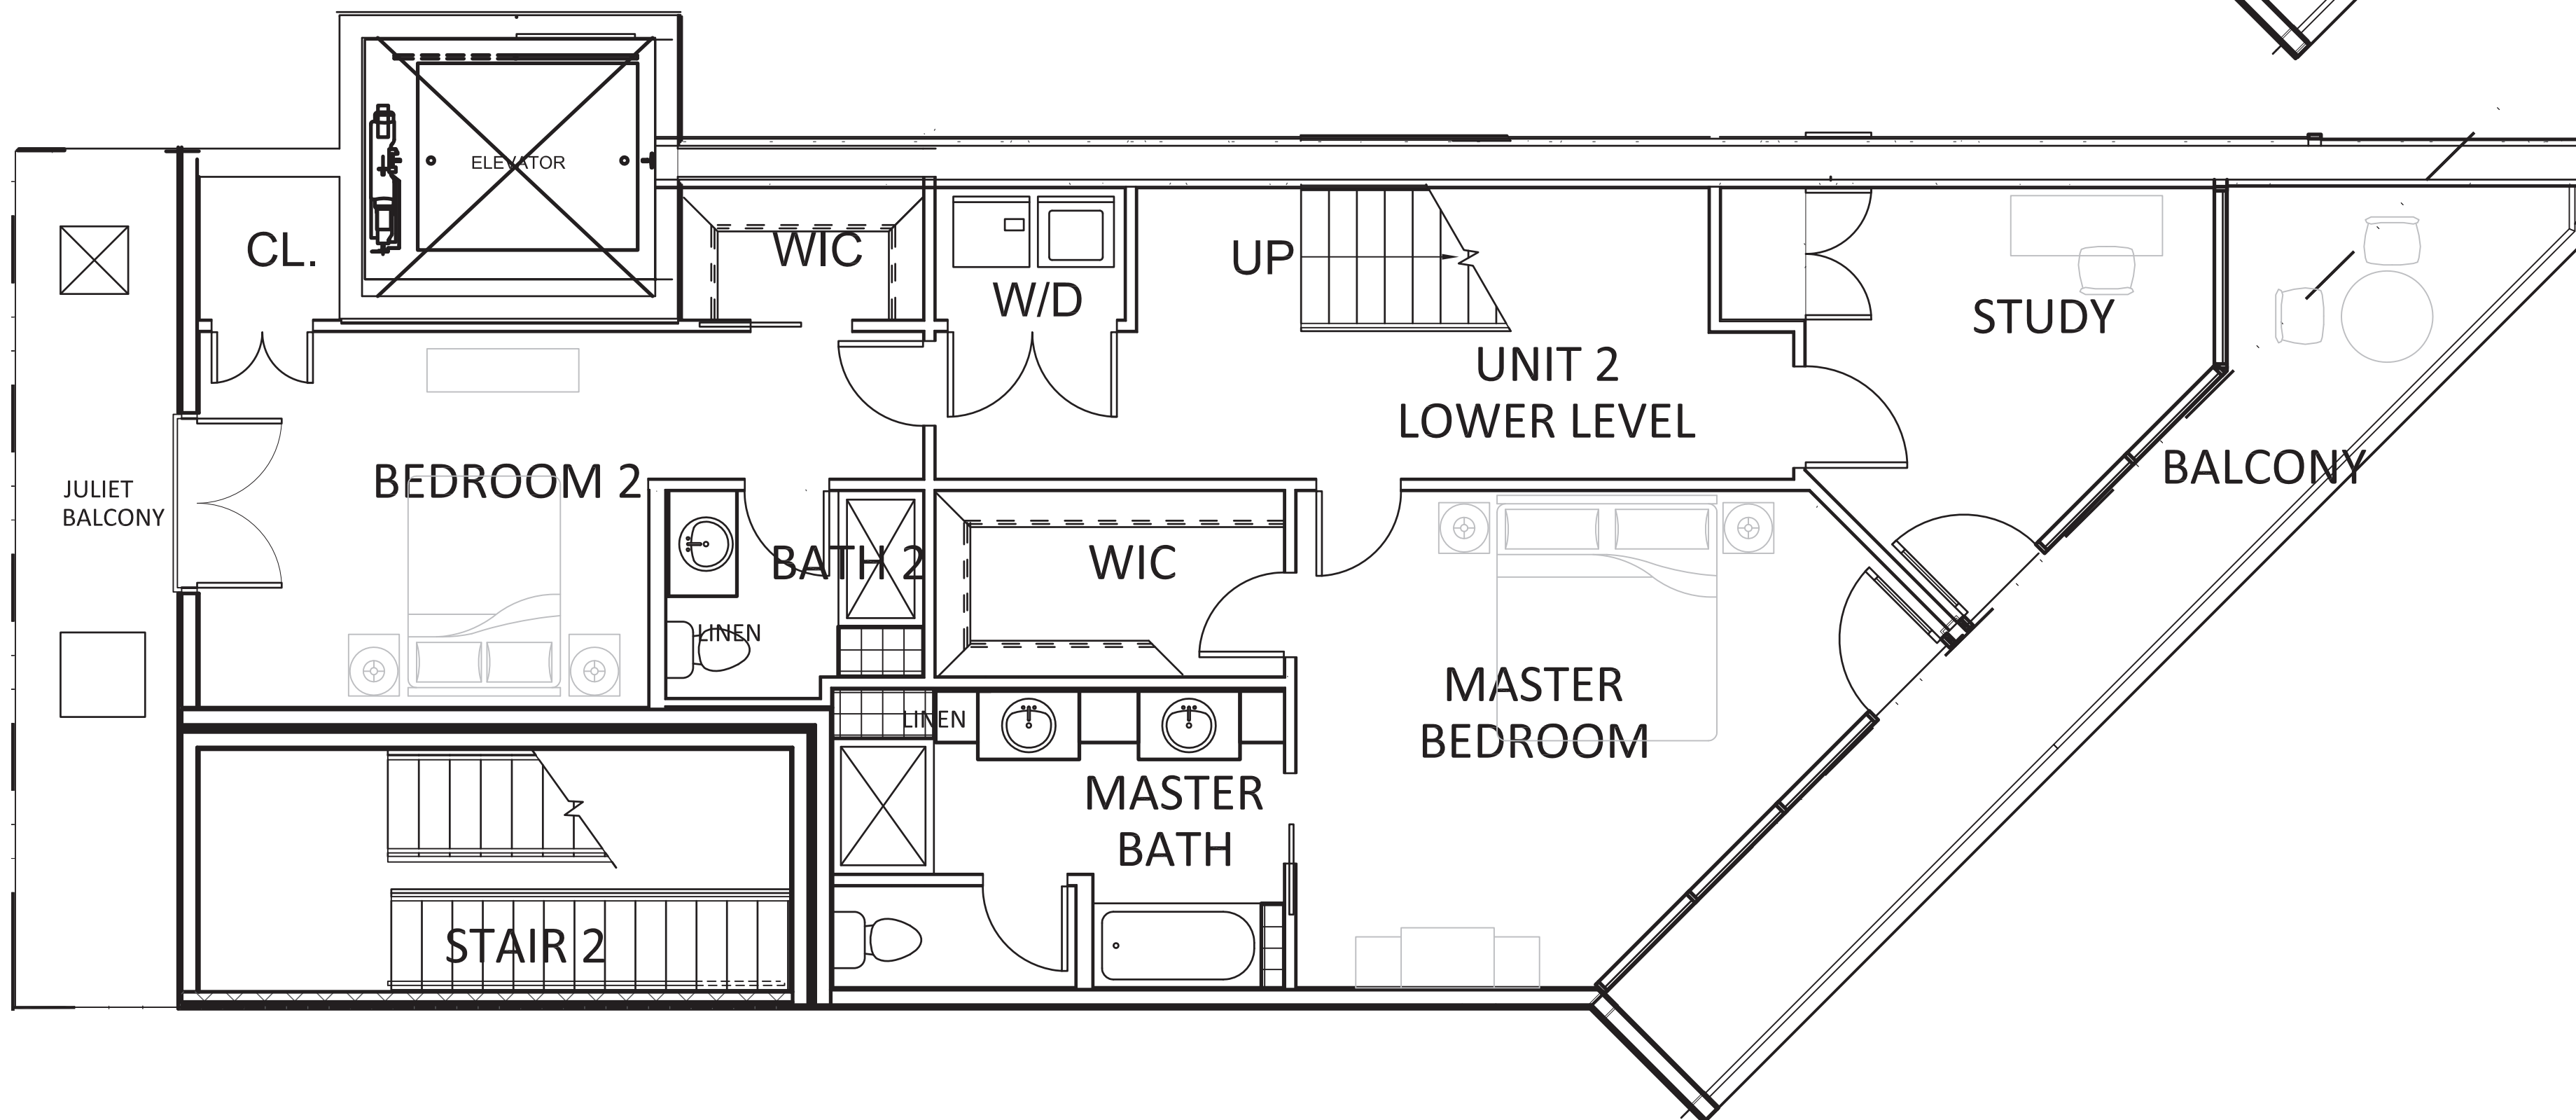 ELEVATOR
CL.
WIC
W/D
UP
STUDY
UNIT 2
LOWER LEVEL
BALCONY
BEDROOM 2
JULIET
BALCONY
BATH 2
WIC
LINEN
MASTER
BEDROOM
LINEN
MASTER
BATH
STAIR 2